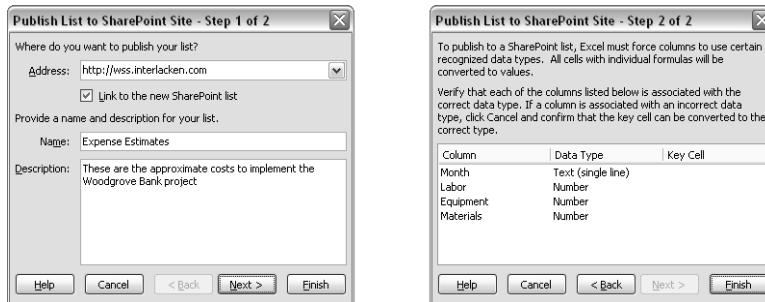 Publish List to SharePoint Site - Step 1 of 2
Where do you want to publish your list?
Address: http://wss.interlacken.com
Link to the new SharePoint list
Provide a name and description for your list.
Name: Expense Estimates
Description: These are the approximate costs to implement the
Woodgrove Bank project
Help Cancel < Back Next > Finish
Publish List to SharePoint Site - Step 2 of 2
To publish to a SharePoint list, Excel must force columns to use certain
recognized data types. All cells with individual formulas will be
converted to values.
Verify that each of the columns listed below is associated with the
correct data type. If a column is associated with an incorrect data
type, click Cancel and confirm that the key cell can be converted to the
correct type.
Column Data Type Key Cell
Month Text (single line)
Labor Number
Equipment Number
Materials Number
Help Cancel < Back Next > Finish